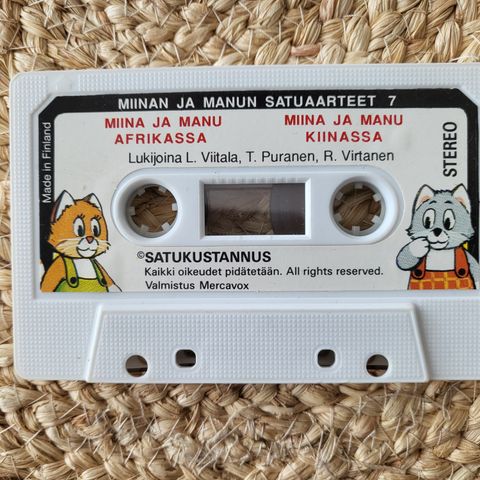 MIINAN JA MANUN SATUAARTEET 7
MIINA JA MANU
AFRIKASSA
MIINA JA MANU
KIINASSA
Lukijoina L. Viitala, T. Puranen, R. Virtanen
Made in Finland
STEREO
©SATUKUSTANNUS
Kaikki oikeudet pidätetään. All rights reserved.
Valmistus Mercavox